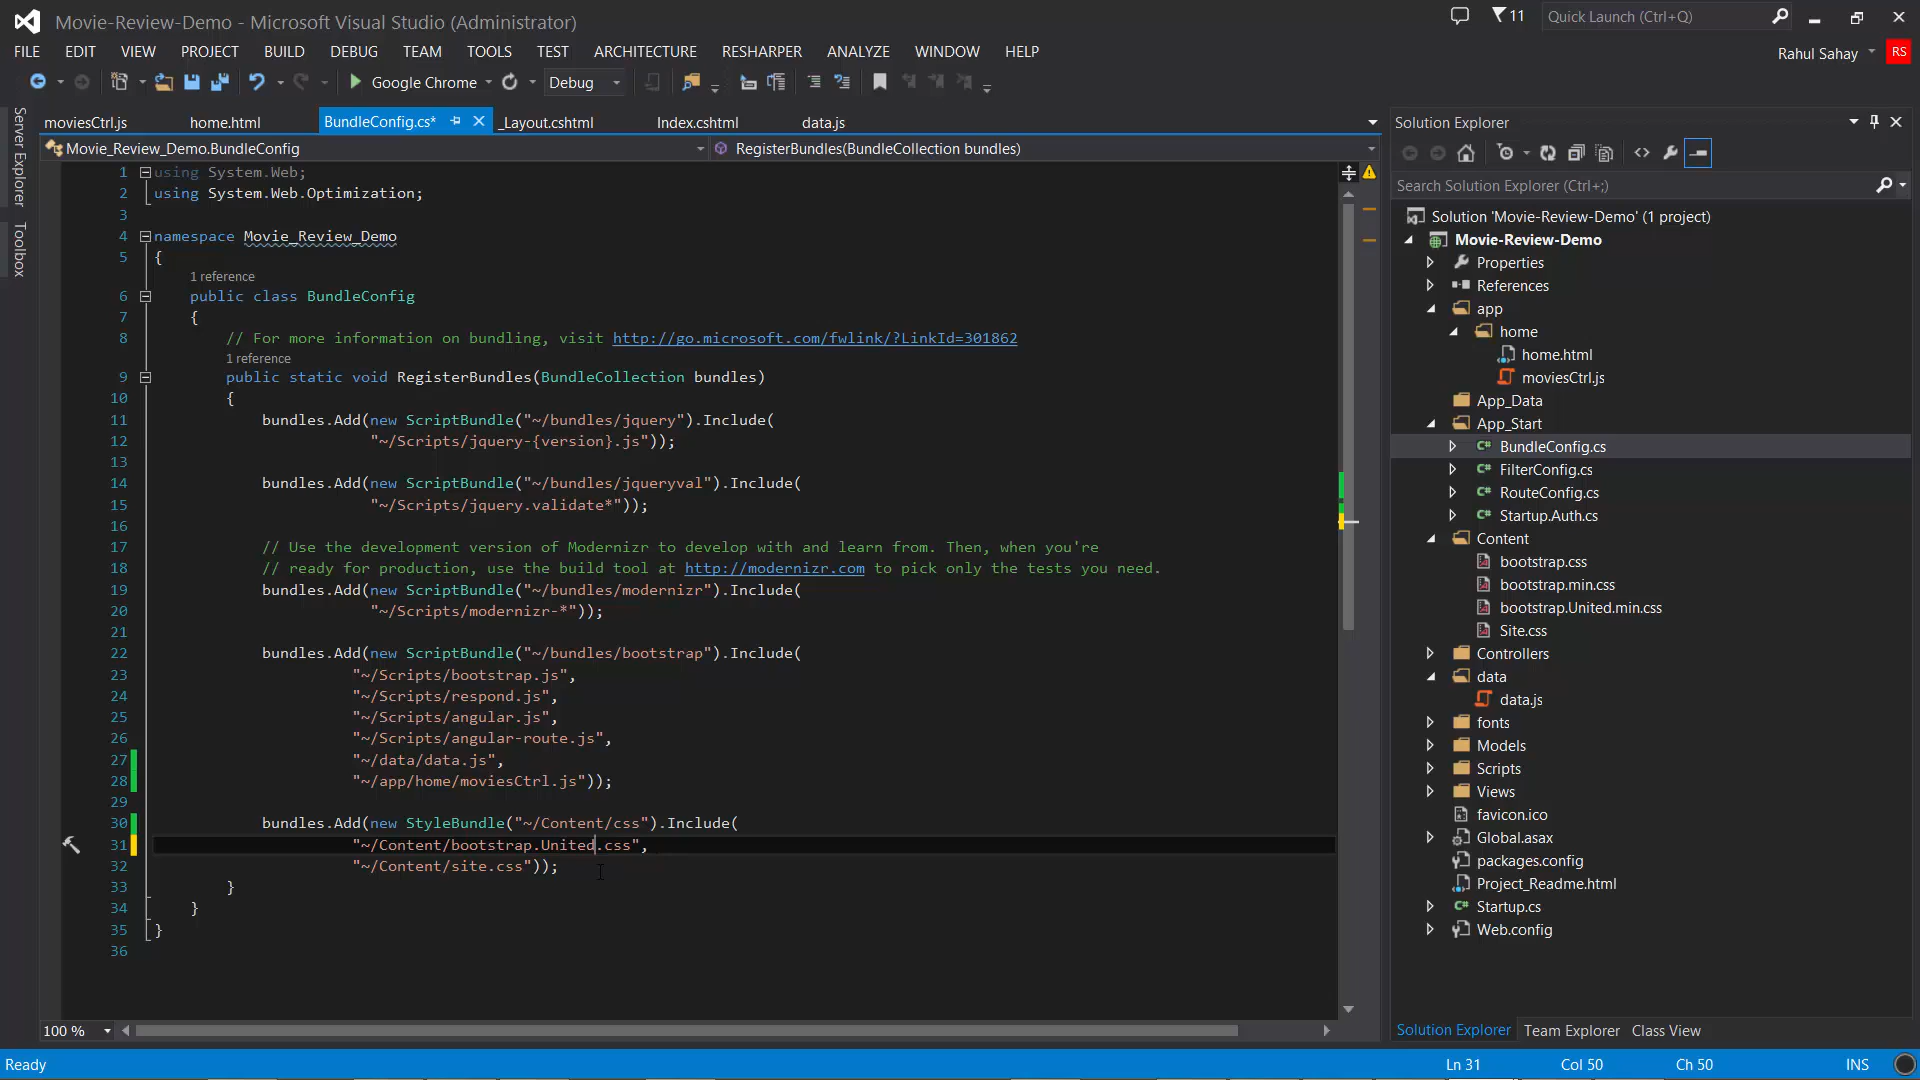 Movie-Review-Demo - Microsoft Visual Studio (Administrator)
11
Quick Launch (Ctrl+Q)
FILE EDIT VIEW PROJECT BUILD DEBUG TEAM TOOLS TEST ARCHITECTURE RESHARPER ANALYZE WINDOW HELP
Rahul Sahay RS
Google Chrome Debug
Server Explorer
Toolbox
moviesCtrl.js home.html BundleConfig.cs* _Layout.cshtml Index.cshtml data.js
Movie_Review_Demo.BundleConfig RegisterBundles(BundleCollection bundles)
1 using System.Web;
2 using System.Web.Optimization;
3
4 namespace Movie_Review_Demo
5 {
1 reference
6 public class BundleConfig
7 {
8 // For more information on bundling, visit http://go.microsoft.com/fwlink/?LinkId=301862
1 reference
9 public static void RegisterBundles(BundleCollection bundles)
10 {
11 bundles.Add(new ScriptBundle("~/bundles/jquery").Include(
12 "~/Scripts/jquery-{version}.js"));
13
14 bundles.Add(new ScriptBundle("~/bundles/jqueryval").Include(
15 "~/Scripts/jquery.validate*"));
16
17 // Use the development version of Modernizr to develop with and learn from. Then, when you're
18 // ready for production, use the build tool at http://modernizr.com to pick only the tests you need.
19 bundles.Add(new ScriptBundle("~/bundles/modernizr").Include(
20 "~/Scripts/modernizr-*"));
21
22 bundles.Add(new ScriptBundle("~/bundles/bootstrap").Include(
23 "~/Scripts/bootstrap.js",
24 "~/Scripts/respond.js",
25 "~/Scripts/angular.js",
26 "~/Scripts/angular-route.js",
27 "~/data/data.js",
28 "~/app/home/moviesCtrl.js"));
29
30 bundles.Add(new StyleBundle("~/Content/css").Include(
31 "~/Content/bootstrap.United.css",
32 "~/Content/site.css"));
33 }
34 }
35 }
36
100 %
Solution Explorer
Search Solution Explorer (Ctrl+;)
Solution 'Movie-Review-Demo' (1 project)
Movie-Review-Demo
Properties
References
app
home
home.html
moviesCtrl.js
App_Data
App_Start
C# BundleConfig.cs
C# FilterConfig.cs
C# RouteConfig.cs
C# Startup.Auth.cs
Content
bootstrap.css
bootstrap.min.css
bootstrap.United.min.css
Site.css
Controllers
data
data.js
fonts
Models
Scripts
Views
favicon.ico
Global.asax
packages.config
Project_Readme.html
C# Startup.cs
Web.config
Solution Explorer Team Explorer Class View
Ready Ln 31 Col 50 Ch 50 INS